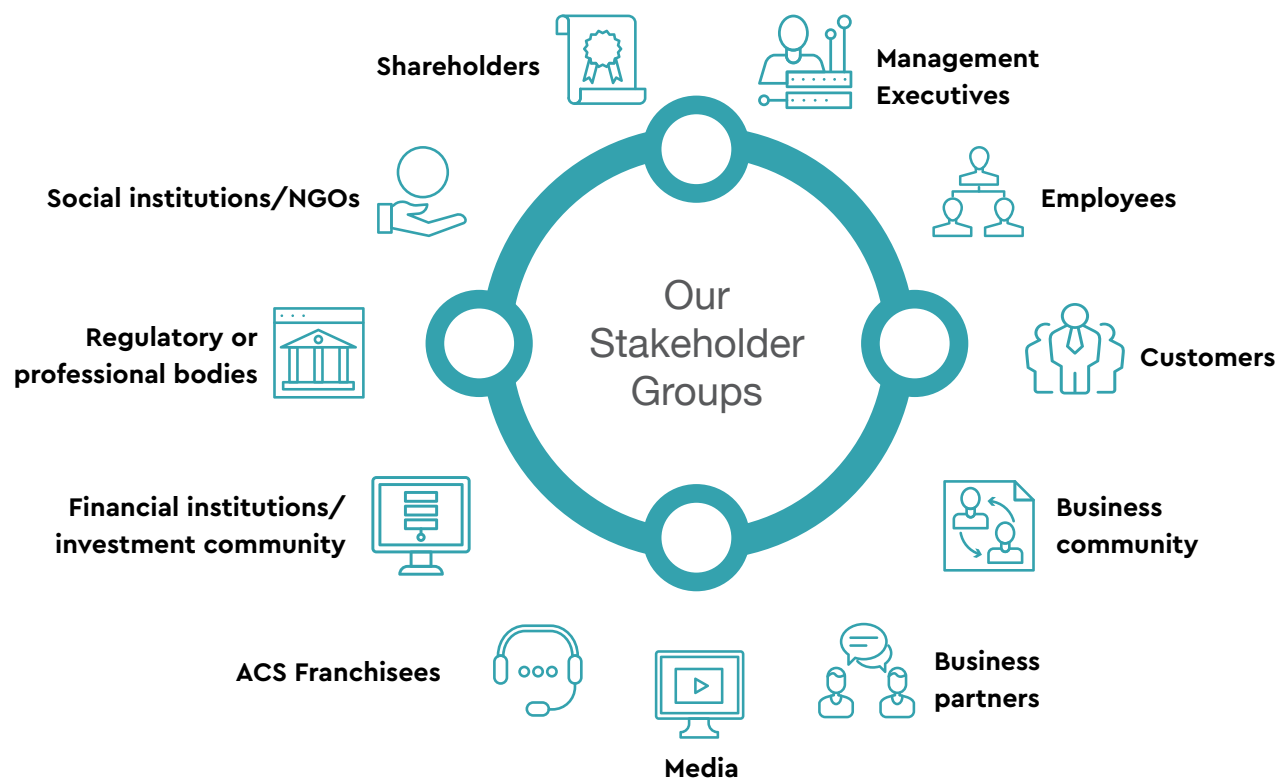 Shareholders
Management
Executives
Social institutions/NGOs
Employees
Our
Stakeholder
Groups
Regulatory or
professional bodies
Customers
Financial institutions/
investment community
Business
community
ACS Franchisees
Business
partners
Media